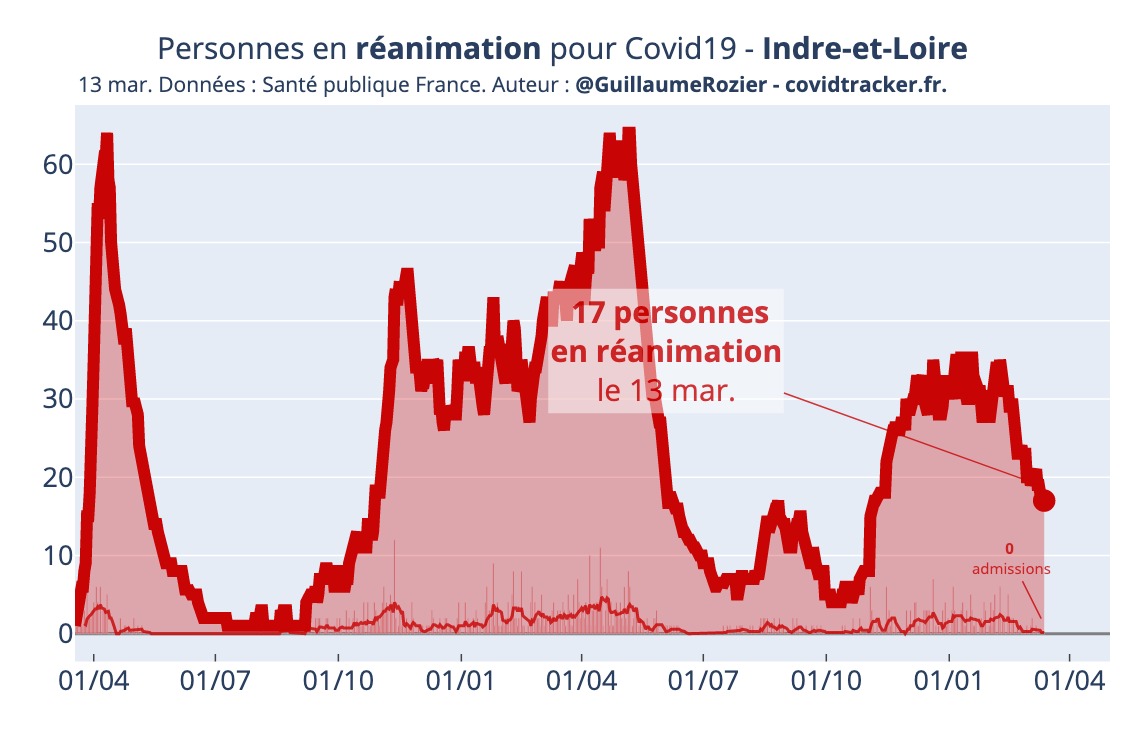 Personnes en réanimation pour Covid19 - Indre-et-Loire
13 mar. Données : Santé publique France. Auteur : @GuillaumeRozier - covidtracker.fr.
60
50
40
30
20
10
0
17 personnes
en réanimation
le 13 mar.
0
admissions
01/04 01/07 01/10 01/01 01/04 01/07 01/10 01/01 01/04